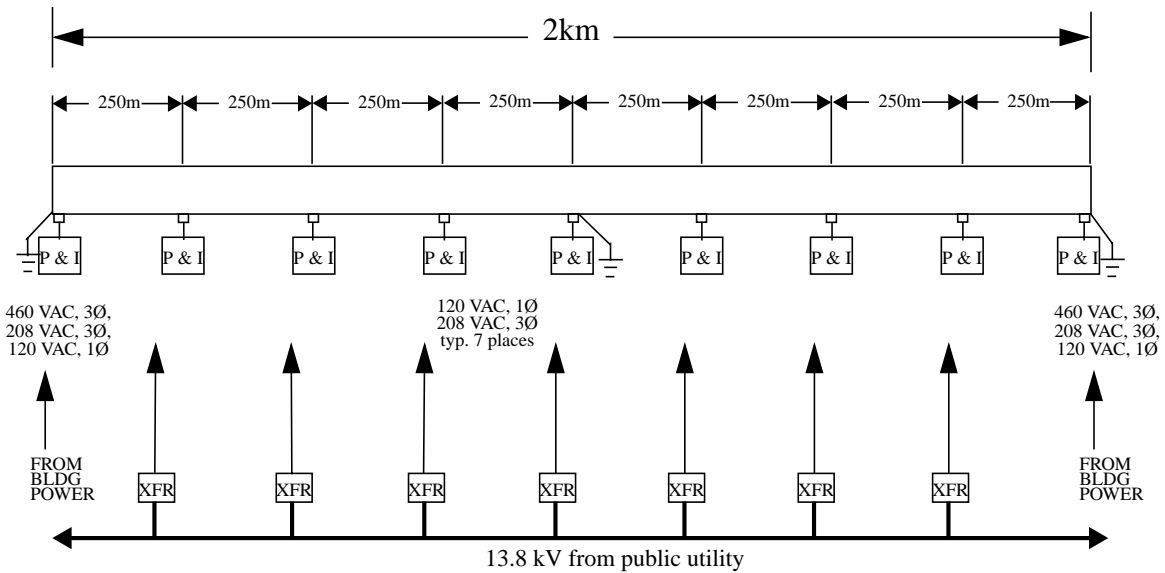 2km
250m 250m 250m 250m 250m 250m 250m 250m
P & I P & I P & I P & I P & I P & I P & I P & I P & I
460 VAC, 3Ø,
208 VAC, 3Ø,
120 VAC, 1Ø
120 VAC, 1Ø
208 VAC, 3Ø
typ. 7 places
460 VAC, 3Ø,
208 VAC, 3Ø,
120 VAC, 1Ø
FROM
BLDG
POWER
XFR XFR XFR XFR XFR XFR XFR
FROM
BLDG
POWER
13.8 kV from public utility